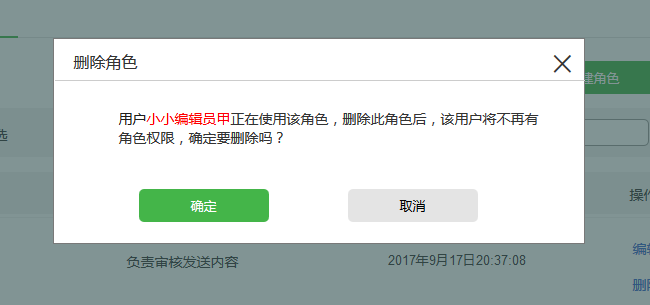 删除角色
建角色
选
用户小小编辑员甲正在使用该角色，删除此角色后，该用户将不再有
角色权限，确定要删除吗？
操作
确定
取消
负责审核发送内容
2017年9月17日20:37:08
编辑
删除